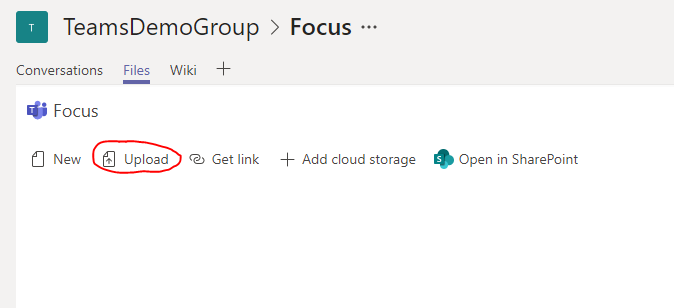 T TeamsDemoGroup > Focus ···
Conversations Files Wiki +
T Focus
New Upload Get link + Add cloud storage S Open in SharePoint